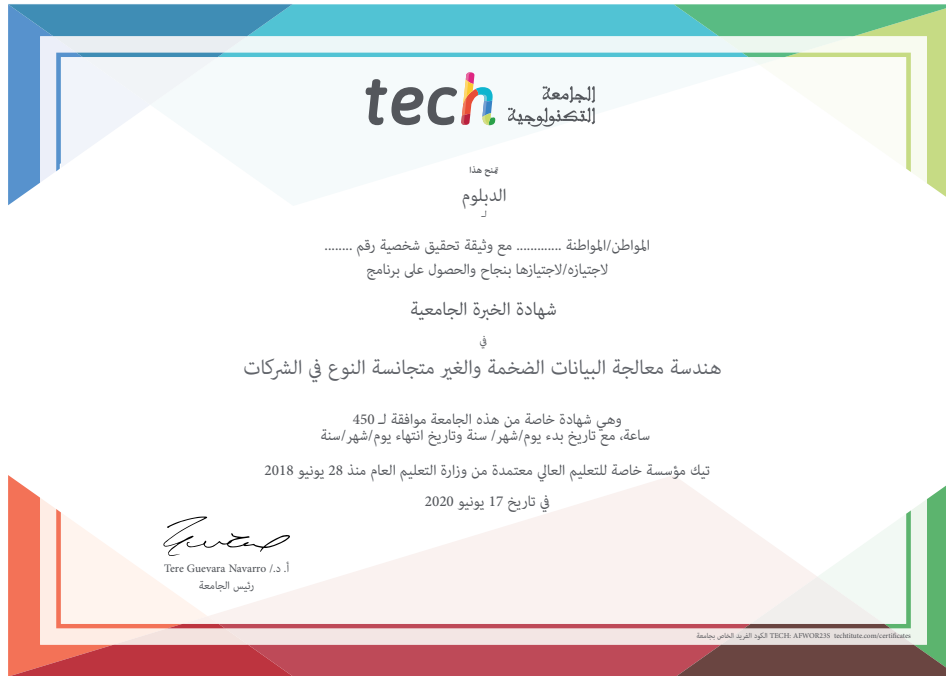 tech الجامعة
التكنولوجية
تمنح هذا
الدبلوم
لـ
المواطن/المواطنة ............. مع وثيقة تحقيق شخصية رقم ........
لاجتيازه/لاجتيازها بنجاح والحصول على برنامج
شهادة الخبرة الجامعية
في
هندسة معالجة البيانات الضخمة والغير متجانسة النوع في الشركات
وهي شهادة خاصة من هذه الجامعة موافقة لـ 450
ساعة، مع تاريخ بدء يوم/شهر/ سنة وتاريخ انتهاء يوم/شهر/سنة
تيك مؤسسة خاصة للتعليم العالي معتمدة من وزارة التعليم العام منذ 28 يونيو 2018
في تاريخ 17 يونيو 2020
أ. د./ Tere Guevara Navarro
رئيس الجامعة
الكود الفريد الخاص بجامعة TECH: AFWOR23S techtitute.com/certificates